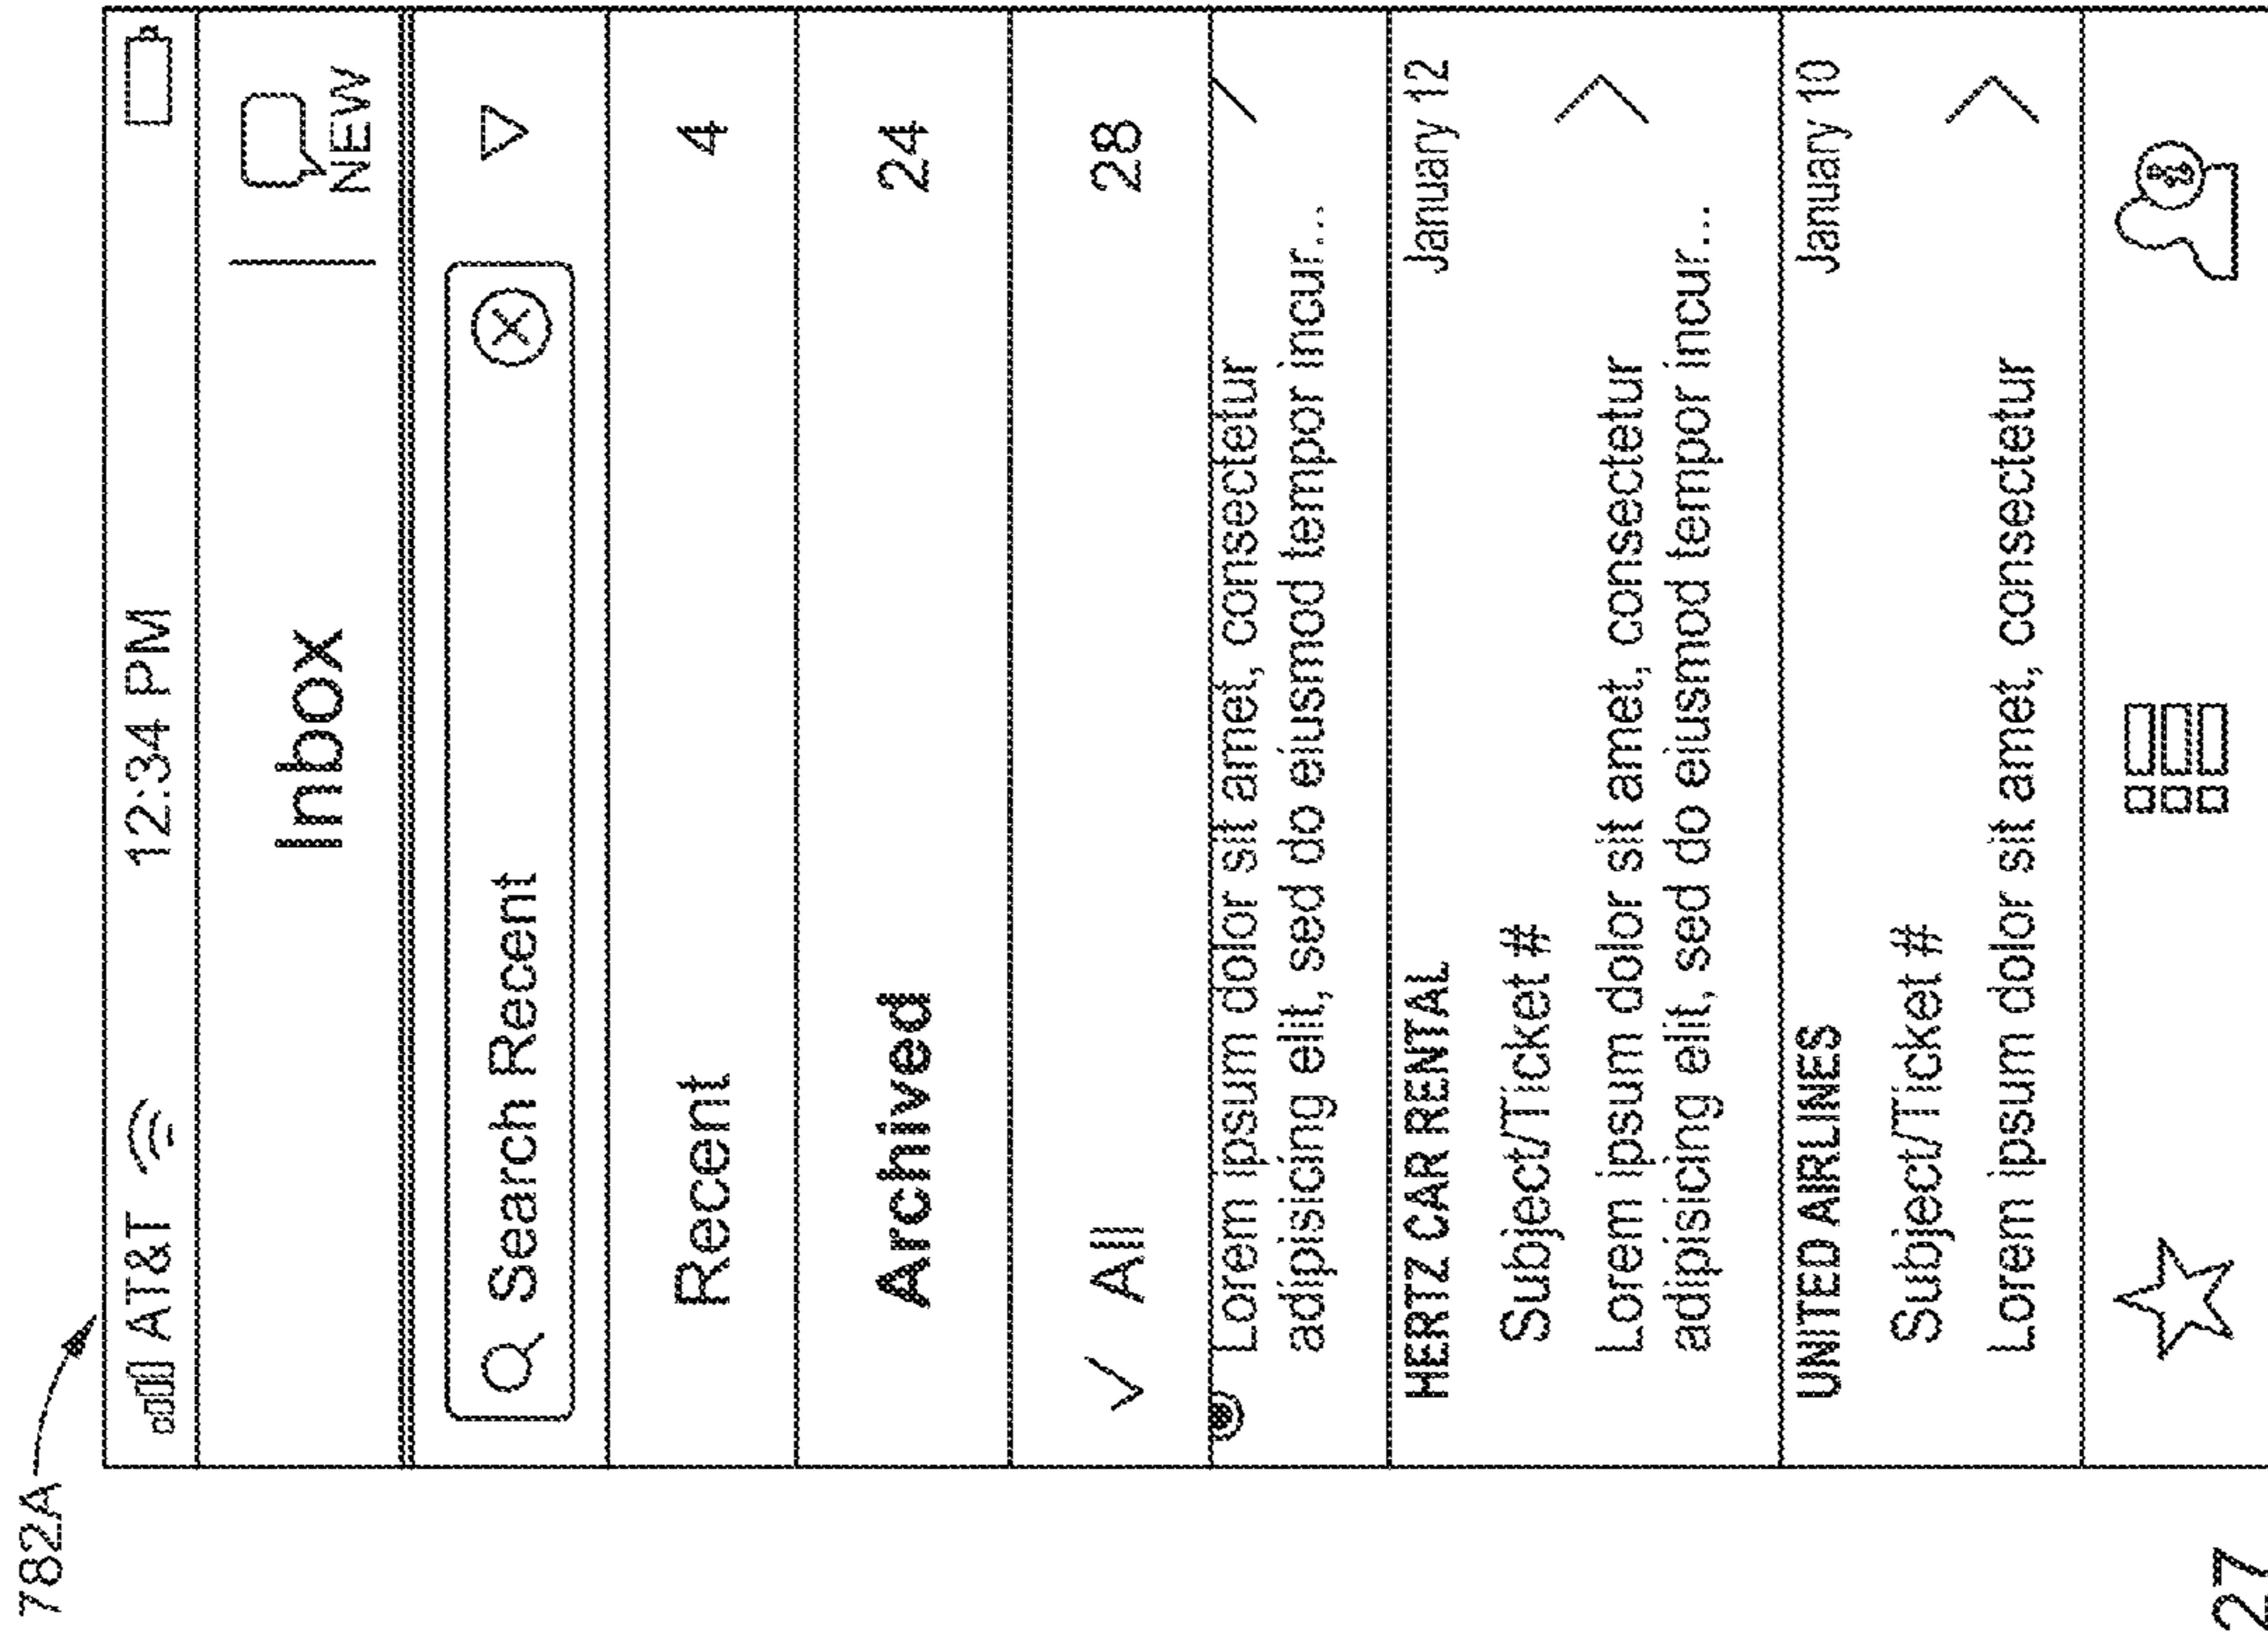 782A
AT&T 12:34 PM
Inbox
NEW
Search Recent
Recent 4
Archived 24
✓ All 28
Lorem ipsum dolor sit amet, consectetur
adipisicing elit, sed do eiusmod tempor incur...
HERTZ CAR RENTAL January 12
Subject/Ticket #
Lorem ipsum dolor sit amet, consectetur
adipisicing elit, sed do eiusmod tempor incur...
UNITED AIRLINES January 10
Subject/Ticket #
Lorem ipsum dolor sit amet, consectetur
27